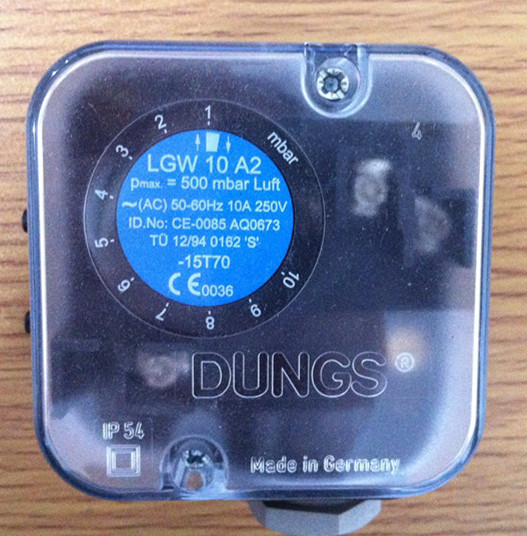 4
1
2
3
4
5
6
7
8
9
10
mbar
LGW 10 A2
pmax. = 500 mbar Luft
~(AC) 50-60Hz 10A 250V
ID.No: CE-0085 AQ0673
TÜ 12/94 0162 'S'
-15T70
CE0036
DUNGS®
IP 54
Made in Germany